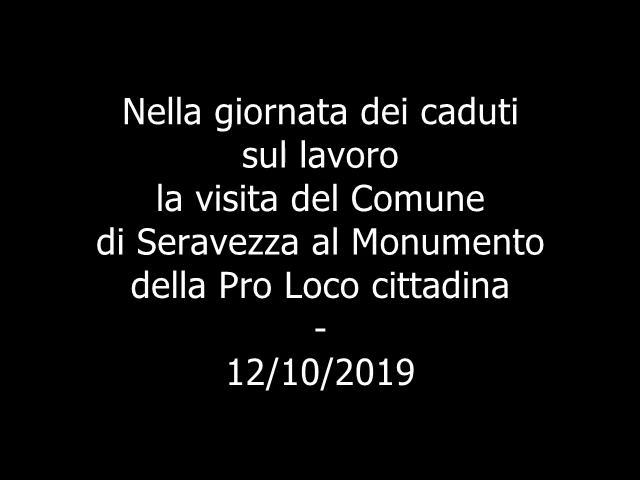 Nella giornata dei caduti
sul lavoro
la visita del Comune
di Seravezza al Monumento
della Pro Loco cittadina
-
12/10/2019